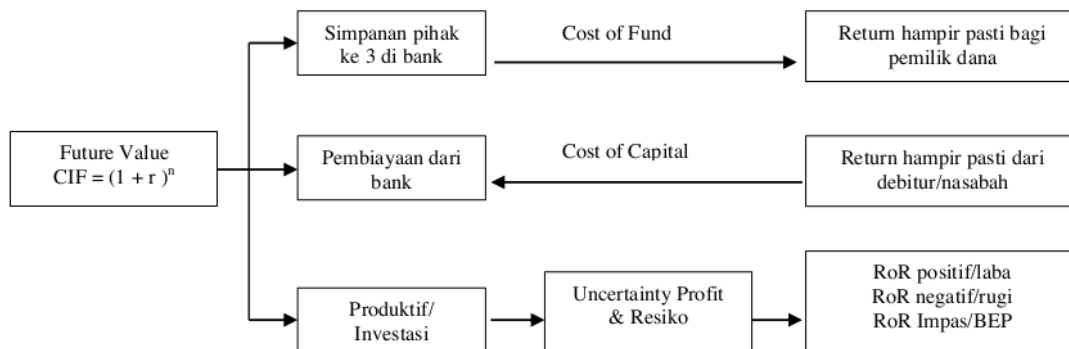 Simpanan pihak
ke 3 di bank
Cost of Fund
Return hampir pasti bagi
pemilik dana
Future Value
CIF = (1 + r )^n
Pembiayaan dari
bank
Cost of Capital
Return hampir pasti dari
debitur/nasabah
Produktif/
Investasi
Uncertainty Profit
& Resiko
RoR positif/laba
RoR negatif/rugi
RoR Impas/BEP